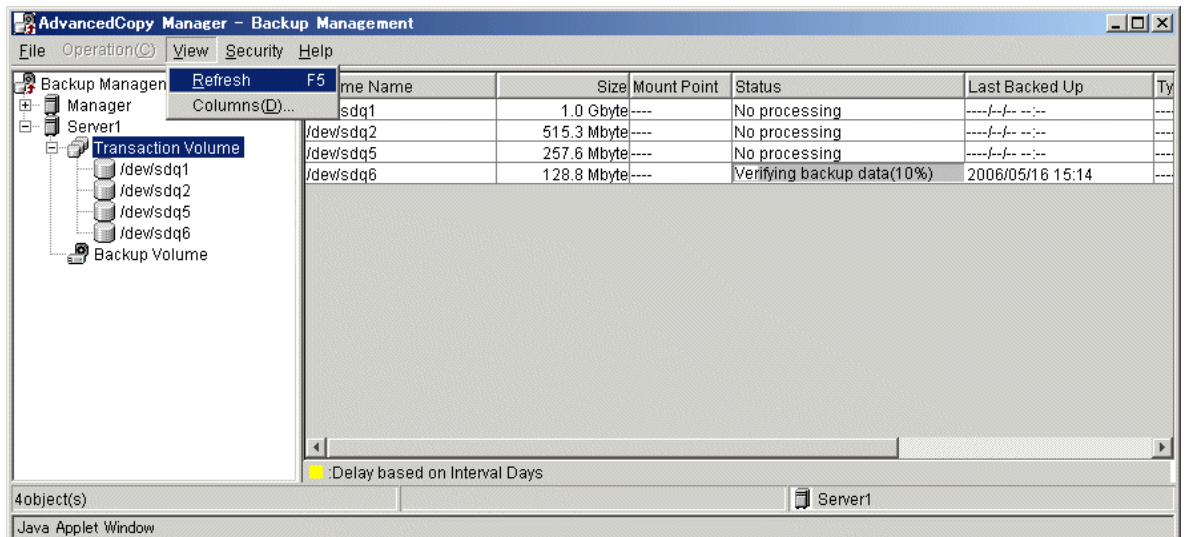 AdvancedCopy Manager - Backup Management
File Operation(C) View Security Help
Refresh F5
Columns(D)...
Backup Managen
Manager
Server1
Transaction Volume
/dev/sdq1
/dev/sdq2
/dev/sdq5
/dev/sdq6
Backup Volume
me Name Size Mount Point Status Last Backed Up Ty
sdq1 1.0 Gbyte ---- No processing ----/--/-- --:-- ----
/dev/sdq2 515.3 Mbyte ---- No processing ----/--/-- --:-- ----
/dev/sdq5 257.6 Mbyte ---- No processing ----/--/-- --:-- ----
/dev/sdq6 128.8 Mbyte ---- Verifying backup data(10%) 2006/05/16 15:14 ----
:Delay based on Interval Days
4object(s) Server1
Java Applet Window